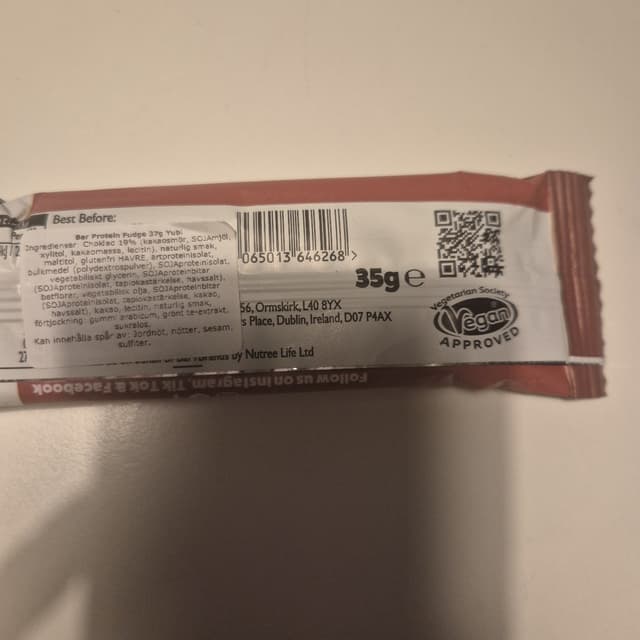 Best Before:
Bar Protein Fudge 37g Yubi
Ingredienser: Choklad 19% (kakaosmör, SOJAmjöl,
xylitol, kakaomassa, lecitin), naturlig smak,
maltitol, glutenfri HAVRE, ärtproteinisolat,
bulkmedel (polydextrospulver), SOJAproteinisolat,
vegetabiliskt glycerin, SOJAproteinbitar
(SOJAproteinisolat, tapiokastärkelse, havssalt),
betfibrer, vegetabilisk olja, SOJAproteinbitar
(SOJAproteinisolat, tapiokastärkelse, kakao,
havssalt), kakao, lecitin, naturlig smak,
förtjockning: gummi arabicum, grönt te-extrakt,
sukralos.
Kan innehålla spår av: Jordnöt, nötter, sesam,
sulfiter.
065013 646268 >
35g e
56, Ormskirk, L40 8YX
s Place, Dublin, Ireland, D07 P4AX
by Nutree Life Ltd
Vegetarian Society
Vegan
APPROVED
Follow us on Instagram, Tik Tok & Facebook